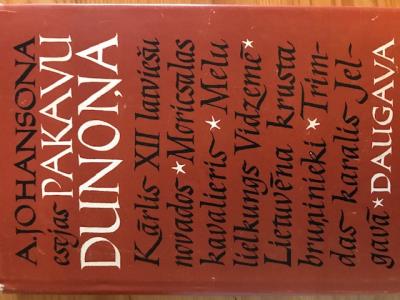 A.JOHANSONA
esejas PAKAVU
DUNOŅA
Kārlis XII latviešu
novados ★ Moricsalas
kavalieris ★ Melu
lielkungs Vidzemē ★
Lietuvēna krusta
bruņinieki ★ Trim-
das karalis Jel-
gavā ★ DAUGAVA